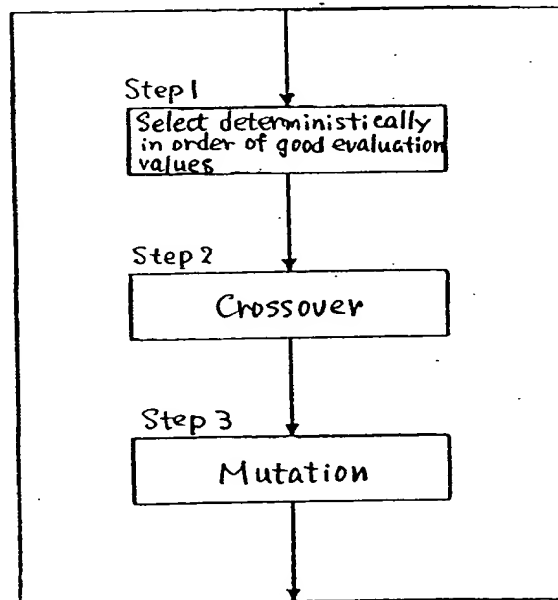 Step 1
Select deterministically
in order of good evaluation
values
Step 2
Crossover
Step 3
Mutation